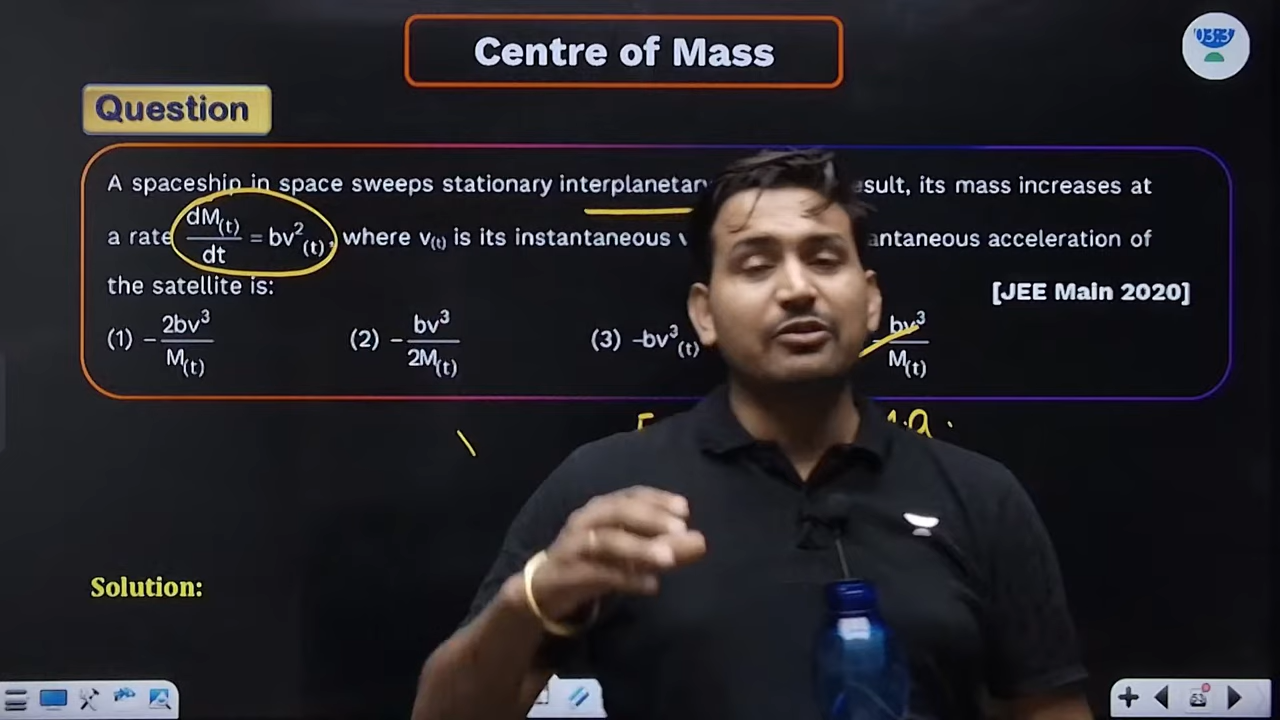 Centre of Mass
Question
A spaceship in space sweeps stationary esult, its mass increases at
a rate dM(t)/dt = bv²(t), where v(t) is its instantaneous antaneous acceleration of
the satellite is:
[JEE Main 2020]
(1) -2bv³/M(t) (2) -bv³/2M(t) (3) -bv³(t) bv³/M(t)
Solution: